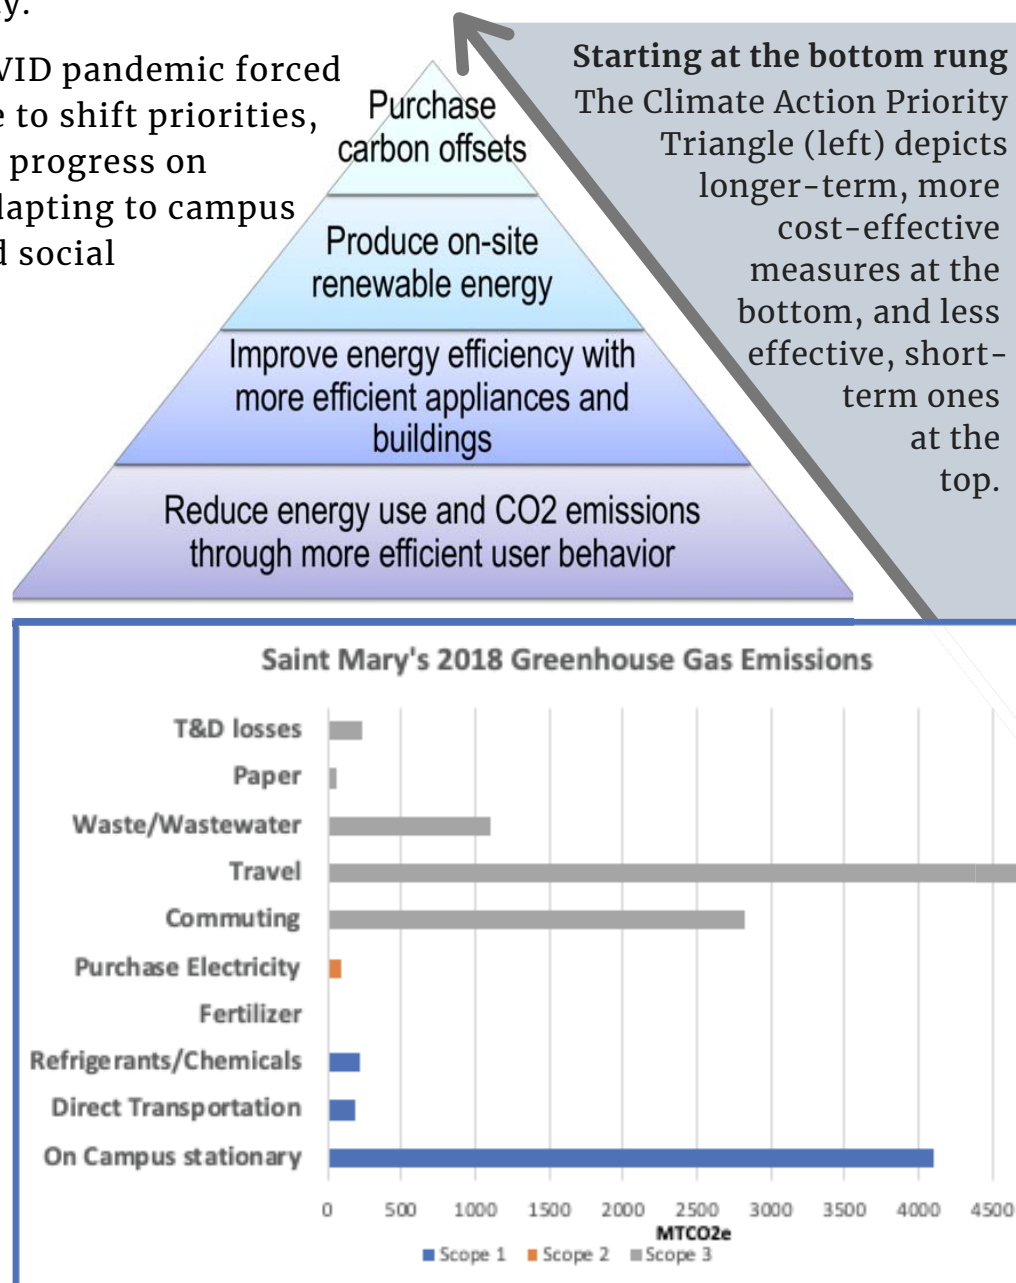 y.
VID pandemic forced
e to shift priorities,
progress on
dapting to campus
d social
Purchase
carbon offsets
Produce on-site
renewable energy
Improve energy efficiency with
more efficient appliances and
buildings
Reduce energy use and CO2 emissions
through more efficient user behavior
Starting at the bottom rung
The Climate Action Priority
Triangle (left) depicts
longer-term, more
cost-effective
measures at the
bottom, and less
effective, short-
term ones
at the
top.
Saint Mary's 2018 Greenhouse Gas Emissions
T&D losses
Paper
Waste/Wastewater
Travel
Commuting
Purchase Electricity
Fertilizer
Refrigerants/Chemicals
Direct Transportation
On Campus stationary
0 500 1000 1500 2000 2500 3000 3500 4000 4500
MTCO2e
Scope 1 Scope 2 Scope 3